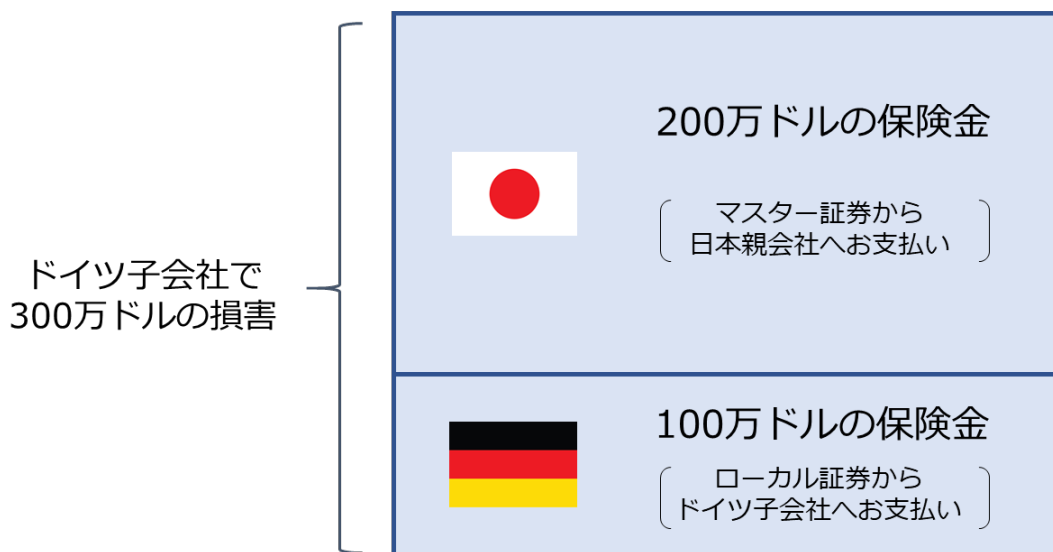 ドイツ子会社で
300万ドルの損害
200万ドルの保険金
マスター証券から
日本親会社へお支払い
100万ドルの保険金
ローカル証券から
ドイツ子会社へお支払い